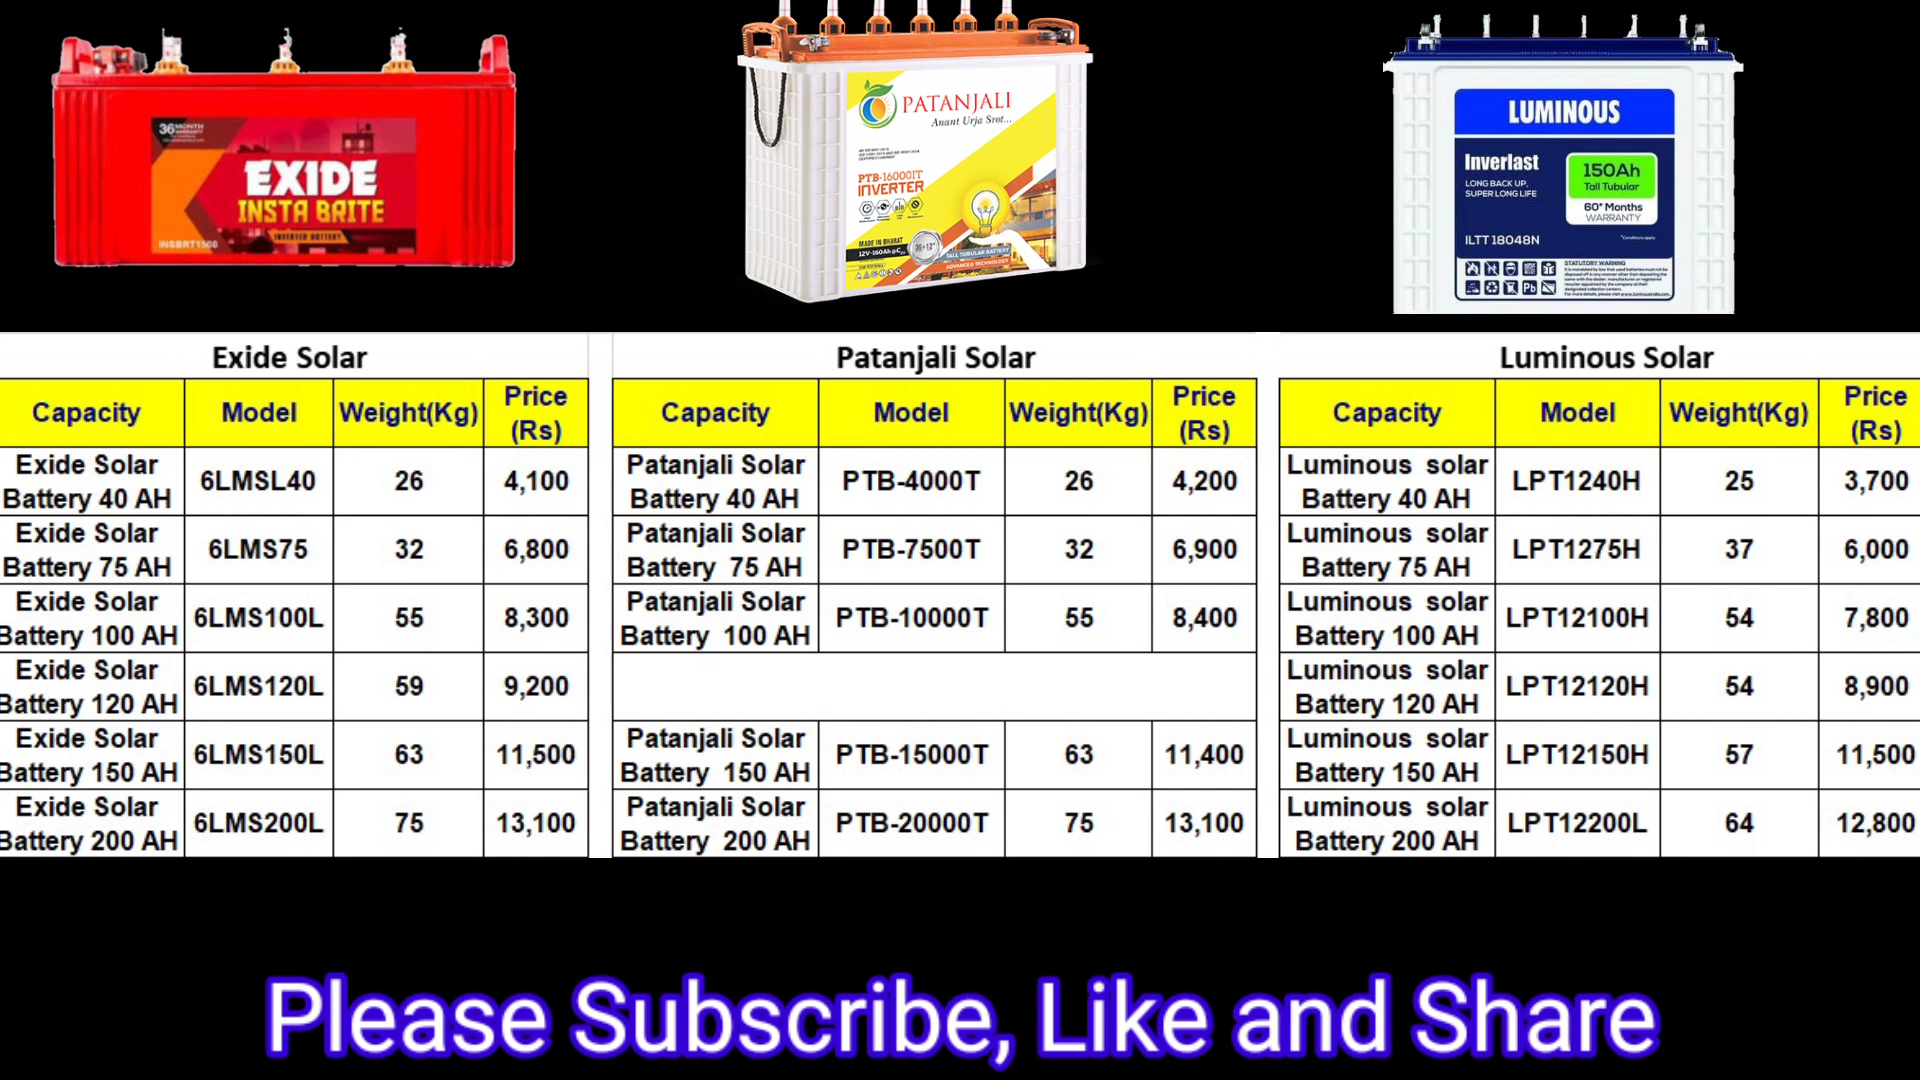 36 MONTH
WARRANTY
EXIDE
INSTA BRITE
INVERTER BATTERY
INSBRT1500
PATANJALI
Anant Urja Srot...
PTB-16000IT
INVERTER
MADE IN BHARAT
12V-160Ah@C
36+12*
TALL TUBULAR BATTERY
ADVANCED TECHNOLOGY
LUMINOUS
Inverlast
LONG BACK UP,
SUPER LONG LIFE
150Ah
Tall Tubular
60* Months
WARRANTY
ILTT 18048N
*Conditions apply
Pb
STATUTORY WARNING
Exide Solar
Capacity Model Weight(Kg) Price (Rs)
Exide Solar Battery 40 AH 6LMSL40 26 4,100
Exide Solar Battery 75 AH 6LMS75 32 6,800
Exide Solar Battery 100 AH 6LMS100L 55 8,300
Exide Solar Battery 120 AH 6LMS120L 59 9,200
Exide Solar Battery 150 AH 6LMS150L 63 11,500
Exide Solar Battery 200 AH 6LMS200L 75 13,100
Patanjali Solar
Capacity Model Weight(Kg) Price (Rs)
Patanjali Solar Battery 40 AH PTB-4000T 26 4,200
Patanjali Solar Battery 75 AH PTB-7500T 32 6,900
Patanjali Solar Battery 100 AH PTB-10000T 55 8,400
Patanjali Solar Battery 150 AH PTB-15000T 63 11,400
Patanjali Solar Battery 200 AH PTB-20000T 75 13,100
Luminous Solar
Capacity Model Weight(Kg) Price (Rs)
Luminous solar Battery 40 AH LPT1240H 25 3,700
Luminous solar Battery 75 AH LPT1275H 37 6,000
Luminous solar Battery 100 AH LPT12100H 54 7,800
Luminous solar Battery 120 AH LPT12120H 54 8,900
Luminous solar Battery 150 AH LPT12150H 57 11,500
Luminous solar Battery 200 AH LPT12200L 64 12,800
Please Subscribe, Like and Share